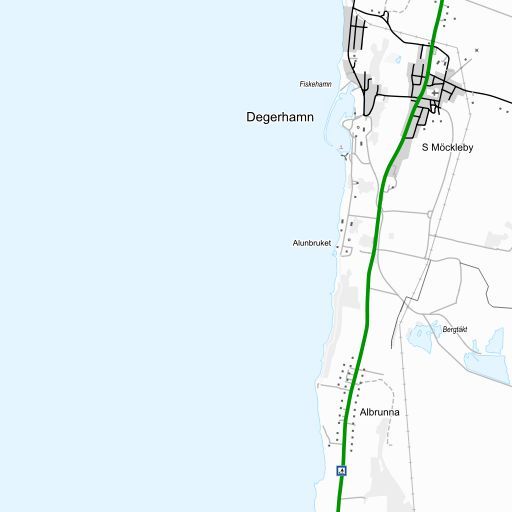 Fiskehamn
Degerhamn
S Möckleby
Alunbruket
Bergtäkt
Albrunna